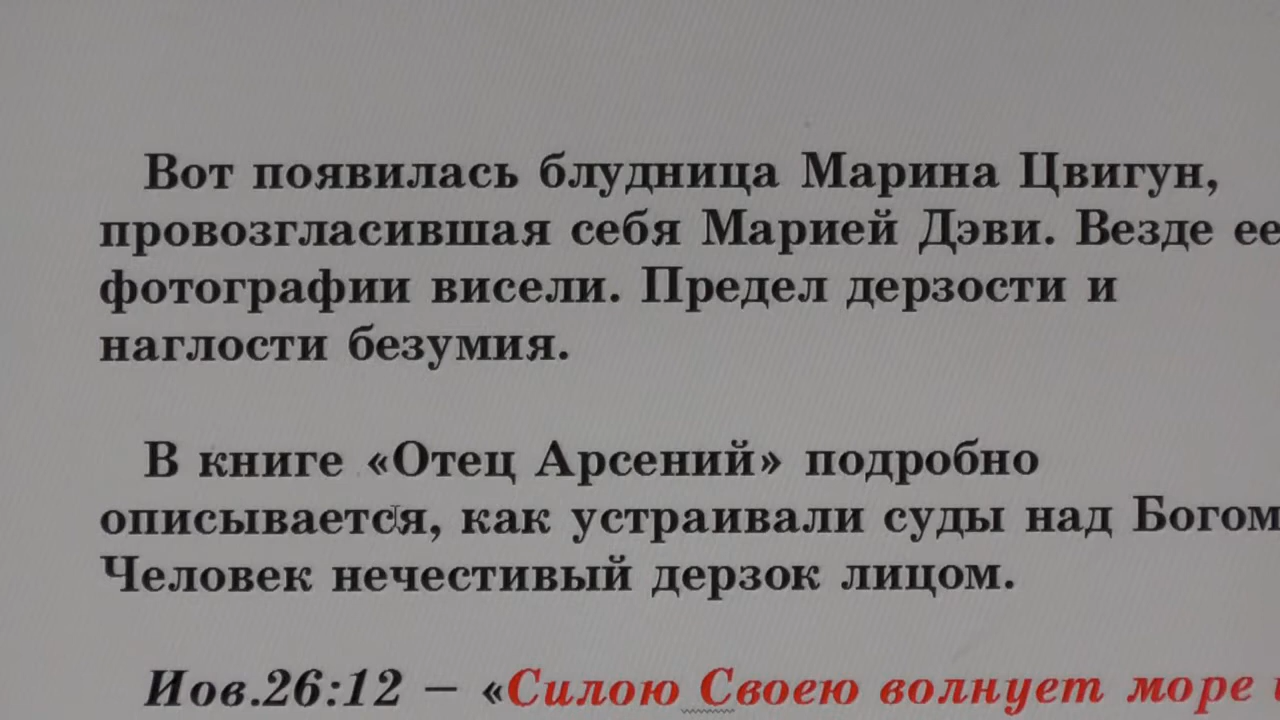 Вот появилась блудница Марина Цвигун,
провозгласившая себя Марией Дэви. Везде ее
фотографии висели. Предел дерзости и
наглости безумия.
В книге «Отец Арсений» подробно
описывается, как устраивали суды над Богом
Человек нечестивый дерзок лицом.
Иов.26:12 – «Силою Своею волнует море